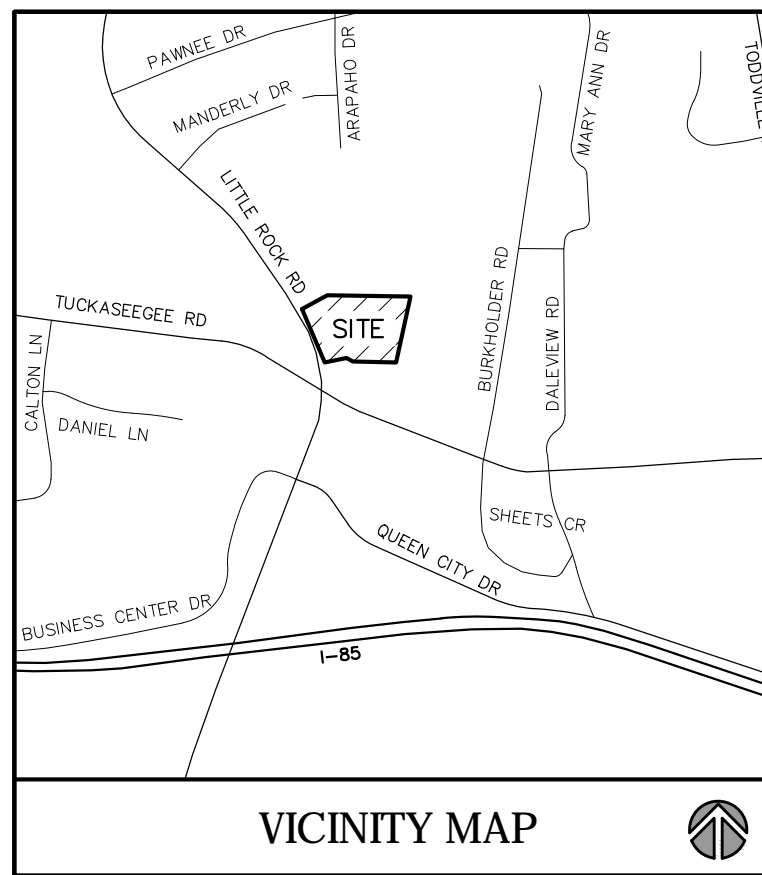 PAWNEE DR
ARAPAHO DR
MANDERLY DR
MARY ANN DR
TODDVILLE
LITTLE ROCK RD
TUCKASEEGEE RD
SITE
BURKHOLDER RD
DALEVIEW RD
CALTON LN
DANIEL LN
SHEETS CR
QUEEN CITY DR
BUSINESS CENTER DR
I-85
VICINITY MAP